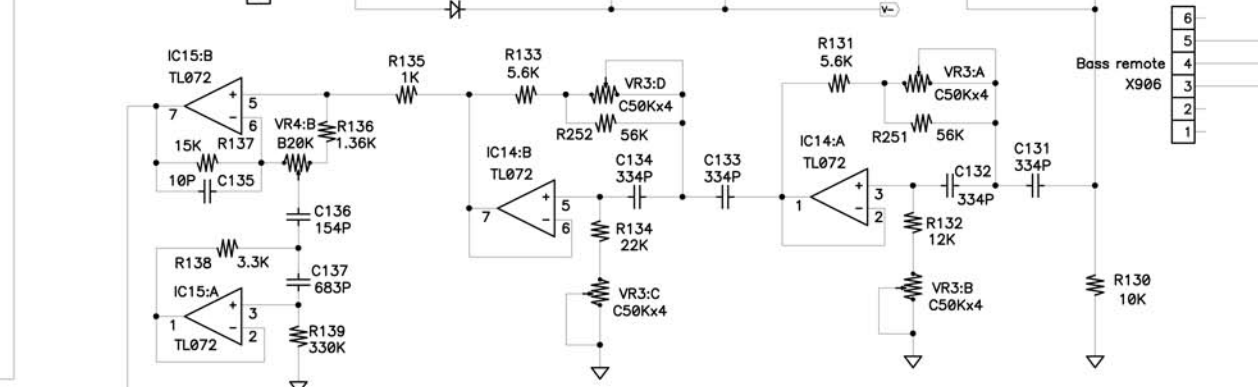 V-
6
5
Bass remote 4
X906 3
2
1
IC15:B
TL072
+ 5
7
- 6
15K R137
10P C135
VR4:B
B20K
R136
1.36K
R135
1K
R133
5.6K
VR3:D
C50Kx4
R252 56K
R131
5.6K
VR3:A
C50Kx4
R251 56K
IC14:B
TL072
+ 5
7
- 6
C134
334P
C133
334P
IC14:A
TL072
+ 3
1
- 2
C132
334P
C131
334P
C136
154P
R134
22K
R132
12K
R138 3.3K
C137
683P
VR3:C
C50Kx4
VR3:B
C50Kx4
R130
10K
IC15:A
+ 3
1
- 2
TL072
R139
330K